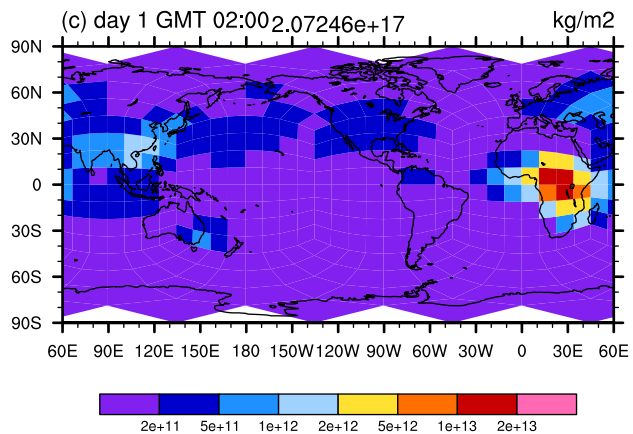 (c) day 1 GMT 02:00 2.07246e+17 kg/m2
90N
60N
30N
0
30S
60S
90S
60E 90E 120E 150E 180 150W 120W 90W 60W 30W 0 30E 60E
2e+11 5e+11 1e+12 2e+12 5e+12 1e+13 2e+13